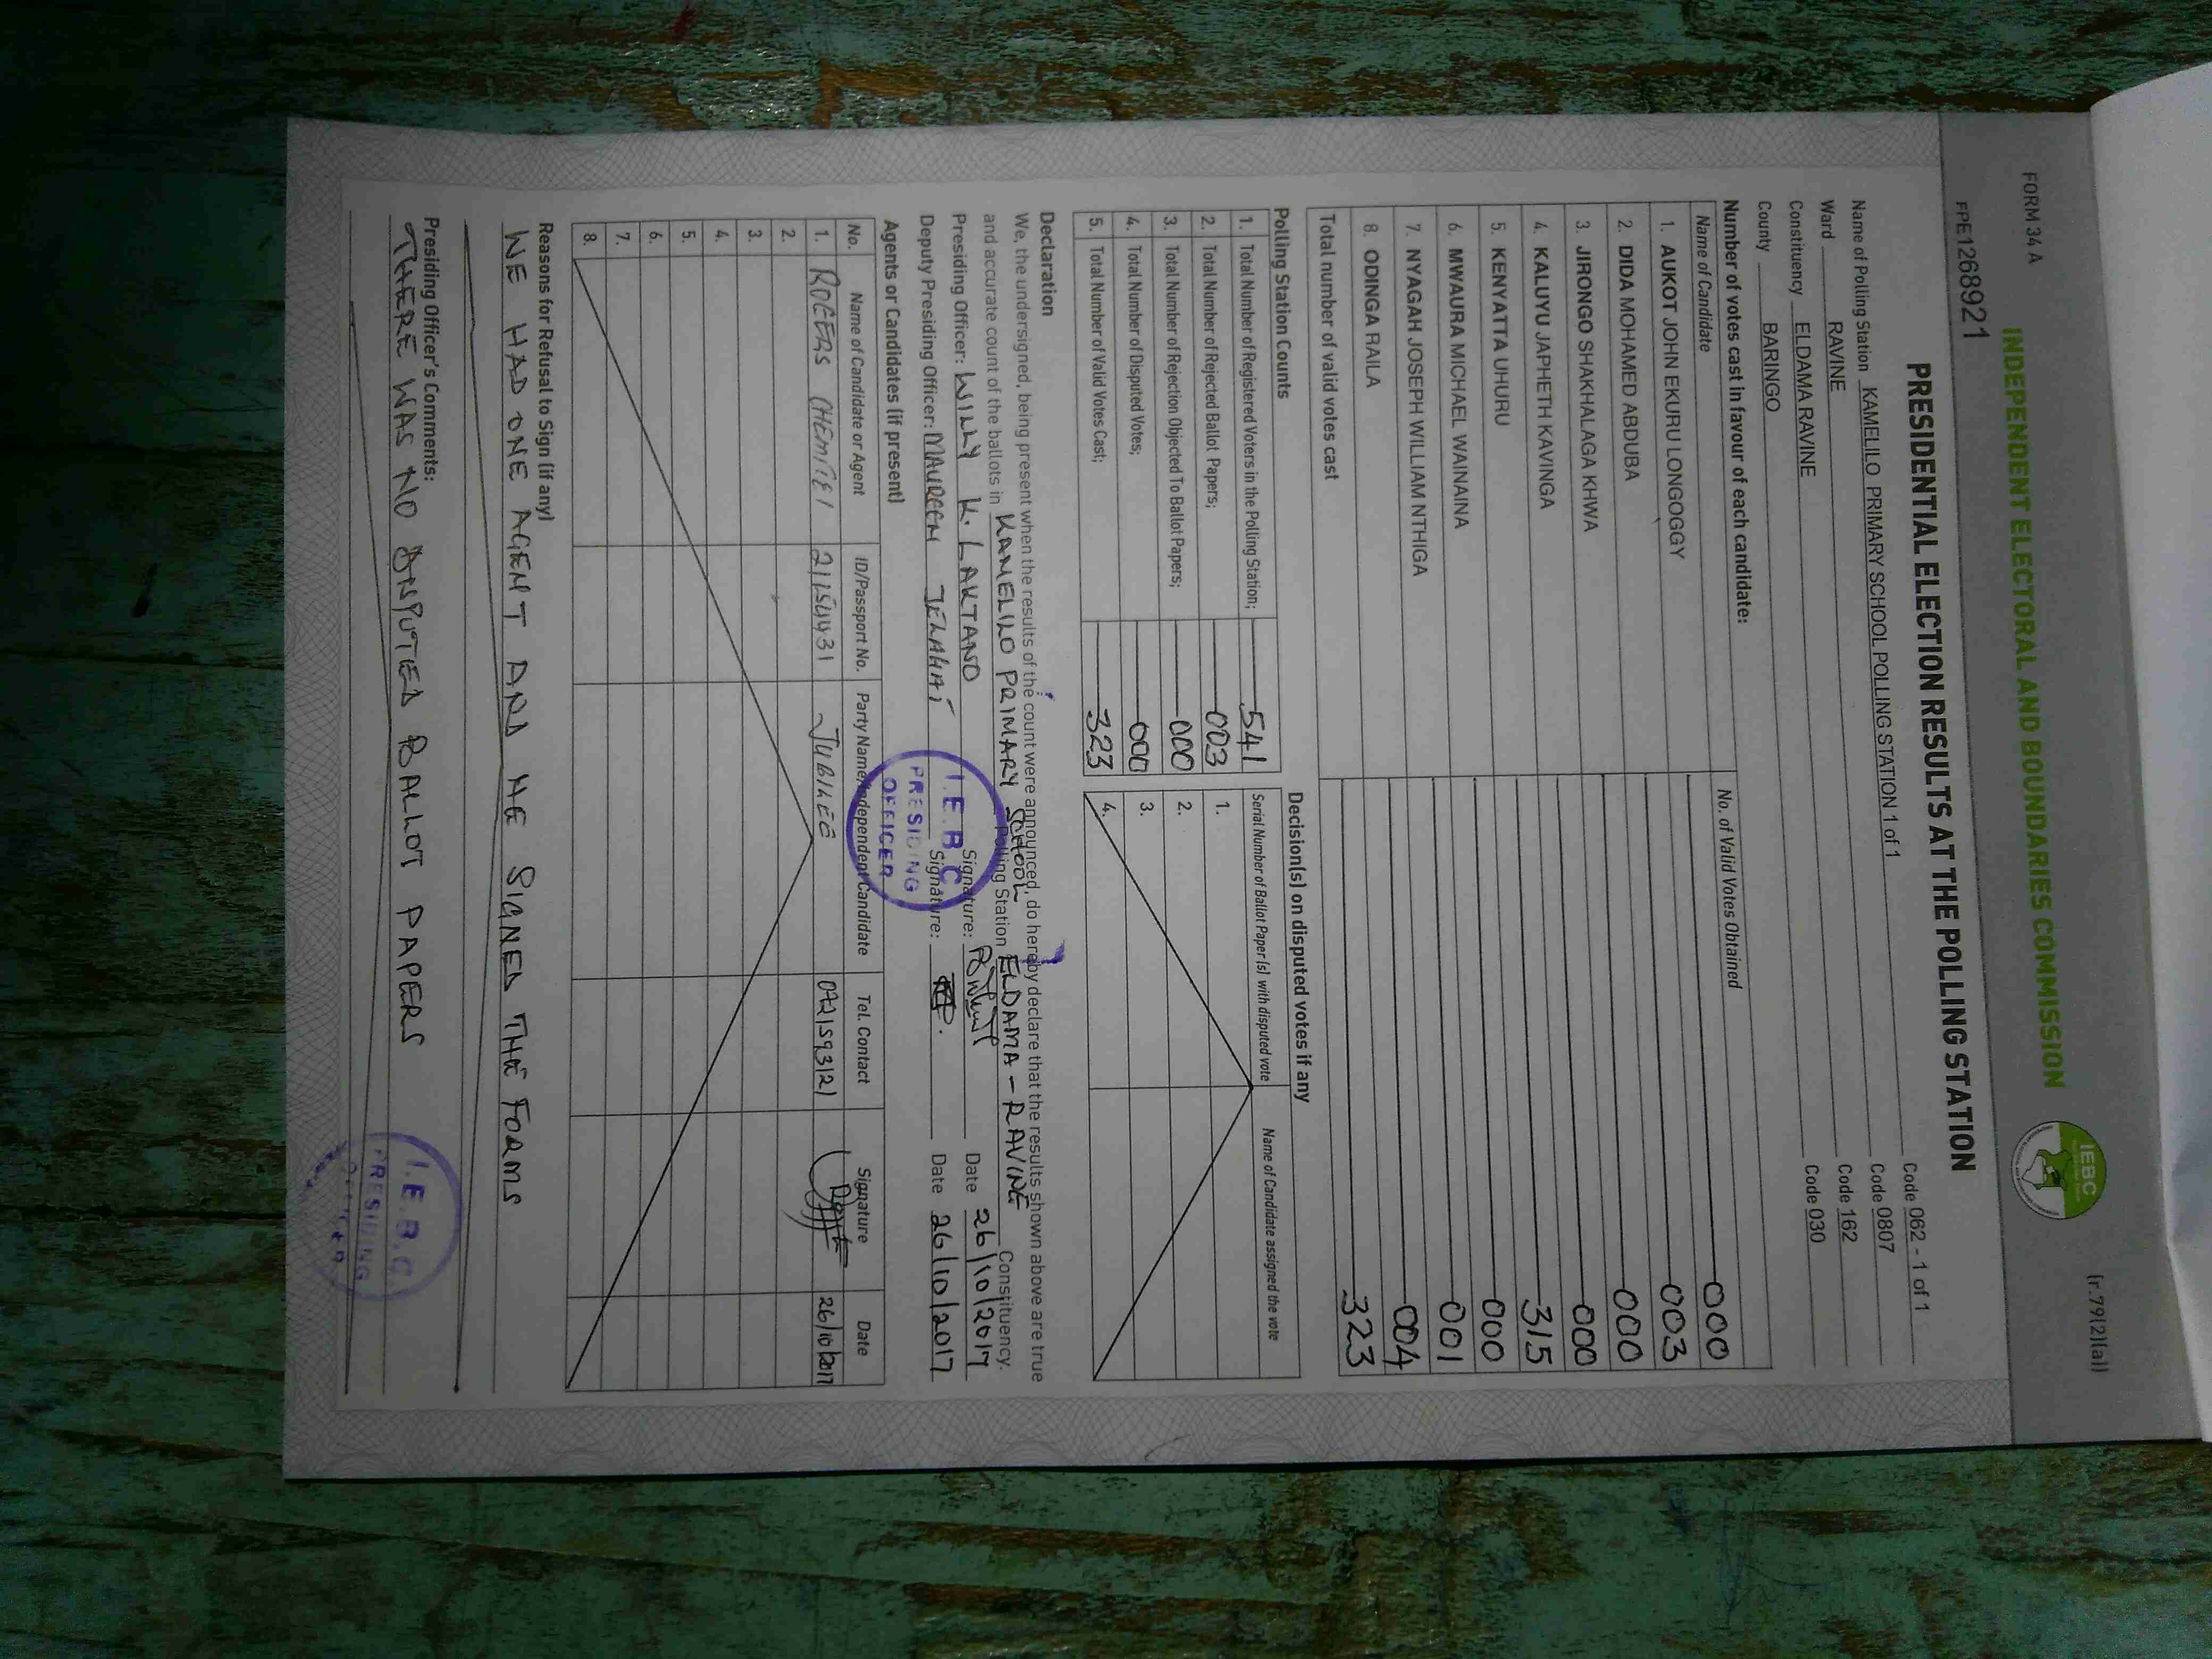 FORM 34 A
(r.79(2)(a))
INDEPENDENT ELECTORAL AND BOUNDARIES COMMISSION
IEBC
FPE1268921
PRESIDENTIAL ELECTION RESULTS AT THE POLLING STATION
Name of Polling Station KAMELILO PRIMARY SCHOOL POLLING STATION 1 of 1 Code 062 - 1 of 1
Ward RAVINE Code 0807
Constituency ELDAMA RAVINE Code 162
County BARINGO Code 030
Number of votes cast in favour of each candidate:
Name of Candidate No. of Valid Votes Obtained
1. AUKOT JOHN EKURU LONGOGGY 000
2. DIDA MOHAMED ABDUBA 003
3. JIRONGO SHAKHALAGA KHWA 000
4. KALUYU JAPHETH KAVINGA 000
5. KENYATTA UHURU 315
6. MWAURA MICHAEL WAINAINA 000
7. NYAGAH JOSEPH WILLIAM NTHIGA 001
8. ODINGA RAILA 004
Total number of valid votes cast 323
Polling Station Counts
1. Total Number of Registered Voters in the Polling Station; 541
2. Total Number of Rejected Ballot Papers; 003
3. Total Number of Rejection Objected To Ballot Papers; 000
4. Total Number of Disputed Votes; 000
5. Total Number of Valid Votes Cast; 323
Decision(s) on disputed votes if any
Serial Number of Ballot Paper(s) with disputed vote Name of Candidate assigned the vote
1.
2.
3.
4.
Declaration
We, the undersigned, being present when the results of the count were announced, do hereby declare that the results shown above are true
and accurate count of the ballots in KAMELILO PRIMARY SCHOOL Polling Station ELDAMA - RAVINE Constituency.
Presiding Officer: WILLY K. LAKTANO Signature: Date 26/10/2017
Deputy Presiding Officer: MAUREEN Signature: Date 26/10/2017
I.E.B.C
PRESIDING
OFFICER
Agents or Candidates (if present)
No. Name of Candidate or Agent ID/Passport No. Party Name/Independent Candidate Tel. Contact Signature Date
1. ROGERS 21154431 JUBILEE 0721593121 26/10/2017
2.
3.
4.
5.
6.
7.
8.
Reasons for Refusal to Sign (if any)
WE HAD ONE AGENT AND HE SIGNED THE FORMS
Presiding Officer's Comments:
THERE WAS NO DISPUTED BALLOT PAPERS
I.E.B.C
PRESIDING
OFFICER